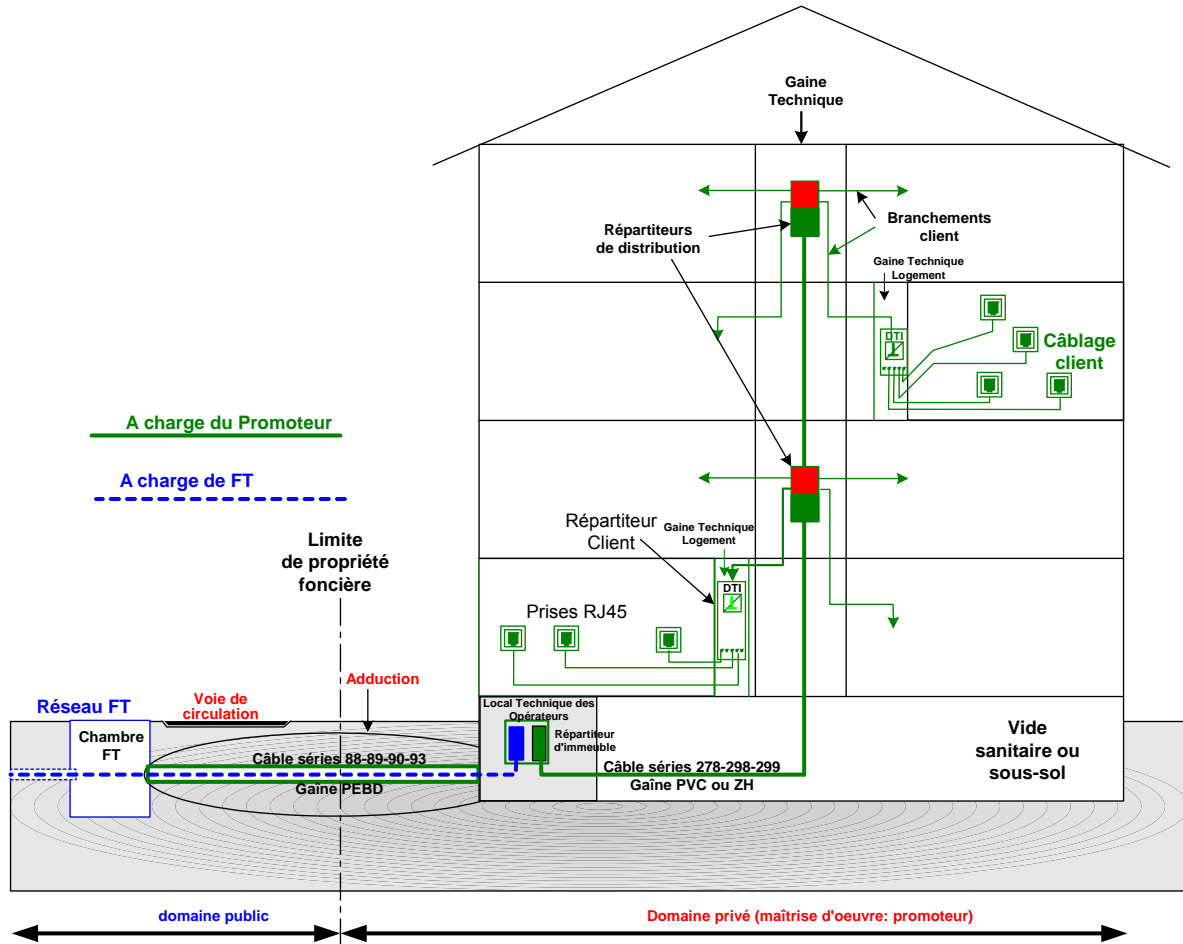 Gaine
Technique
Répartiteurs
de distribution
Branchements
client
Gaine Technique
Logement
DTI
Câblage
client
A charge du Promoteur
A charge de FT
Limite
de propriété
foncière
Répartiteur
Client
Gaine Technique
Logement
DTI
Prises RJ45
Adduction
Réseau FT
Voie de
circulation
Chambre
FT
Local Technique des
Opérateurs
Répartiteur
d'immeuble
Vide
sanitaire ou
sous-sol
Câble séries 88-89-90-93
Gaîne PEBD
Câble séries 278-298-299
Gaîne PVC ou ZH
domaine public
Domaine privé (maîtrise d'oeuvre: promoteur)